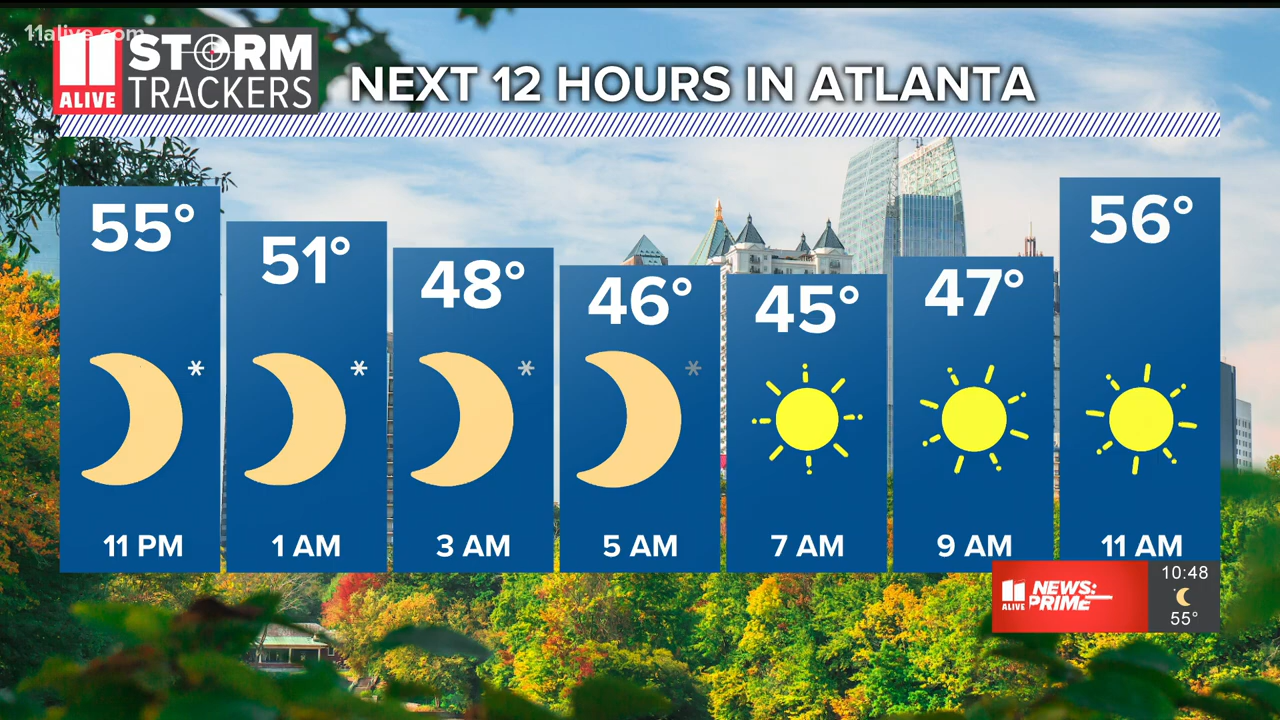 11alive.com
11 ALIVE
STORM TRACKERS
NEXT 12 HOURS IN ATLANTA
55° 51° 48° 46° 45° 47° 56°
11 PM 1 AM 3 AM 5 AM 7 AM 9 AM 11 AM
11 ALIVE
NEWS:
PRIME
10:48
55°